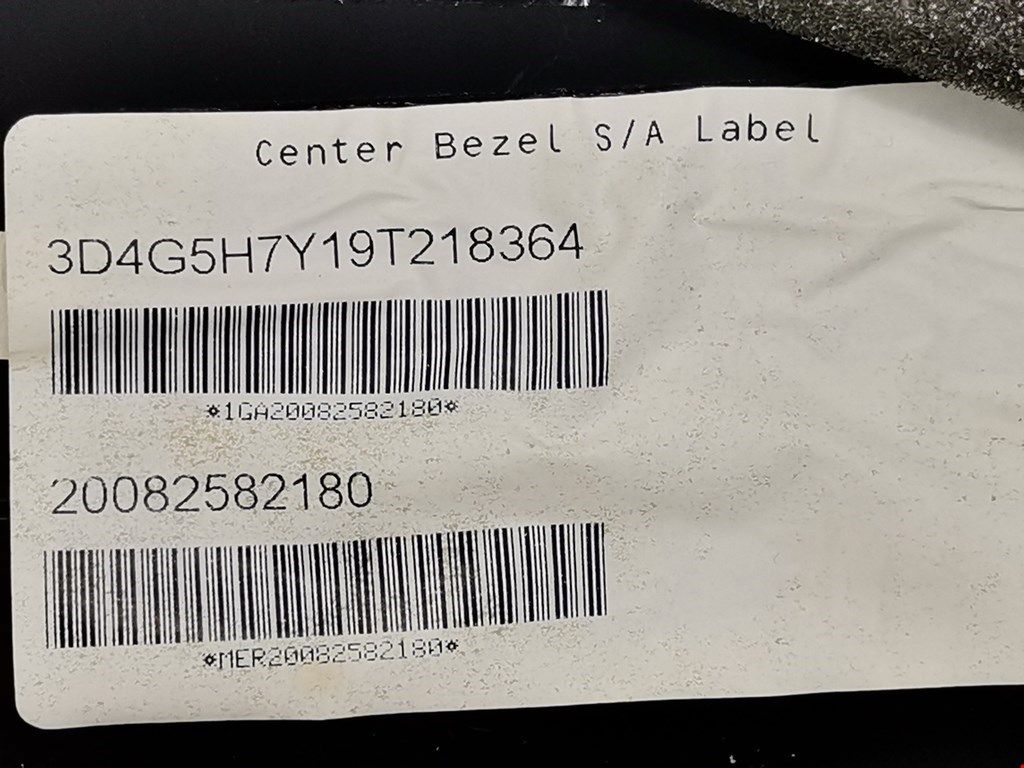 Center Bezel S/A Label
3D4G5H7Y19T218364
*1GA20082582180*
20082582180
*MER20082582180*